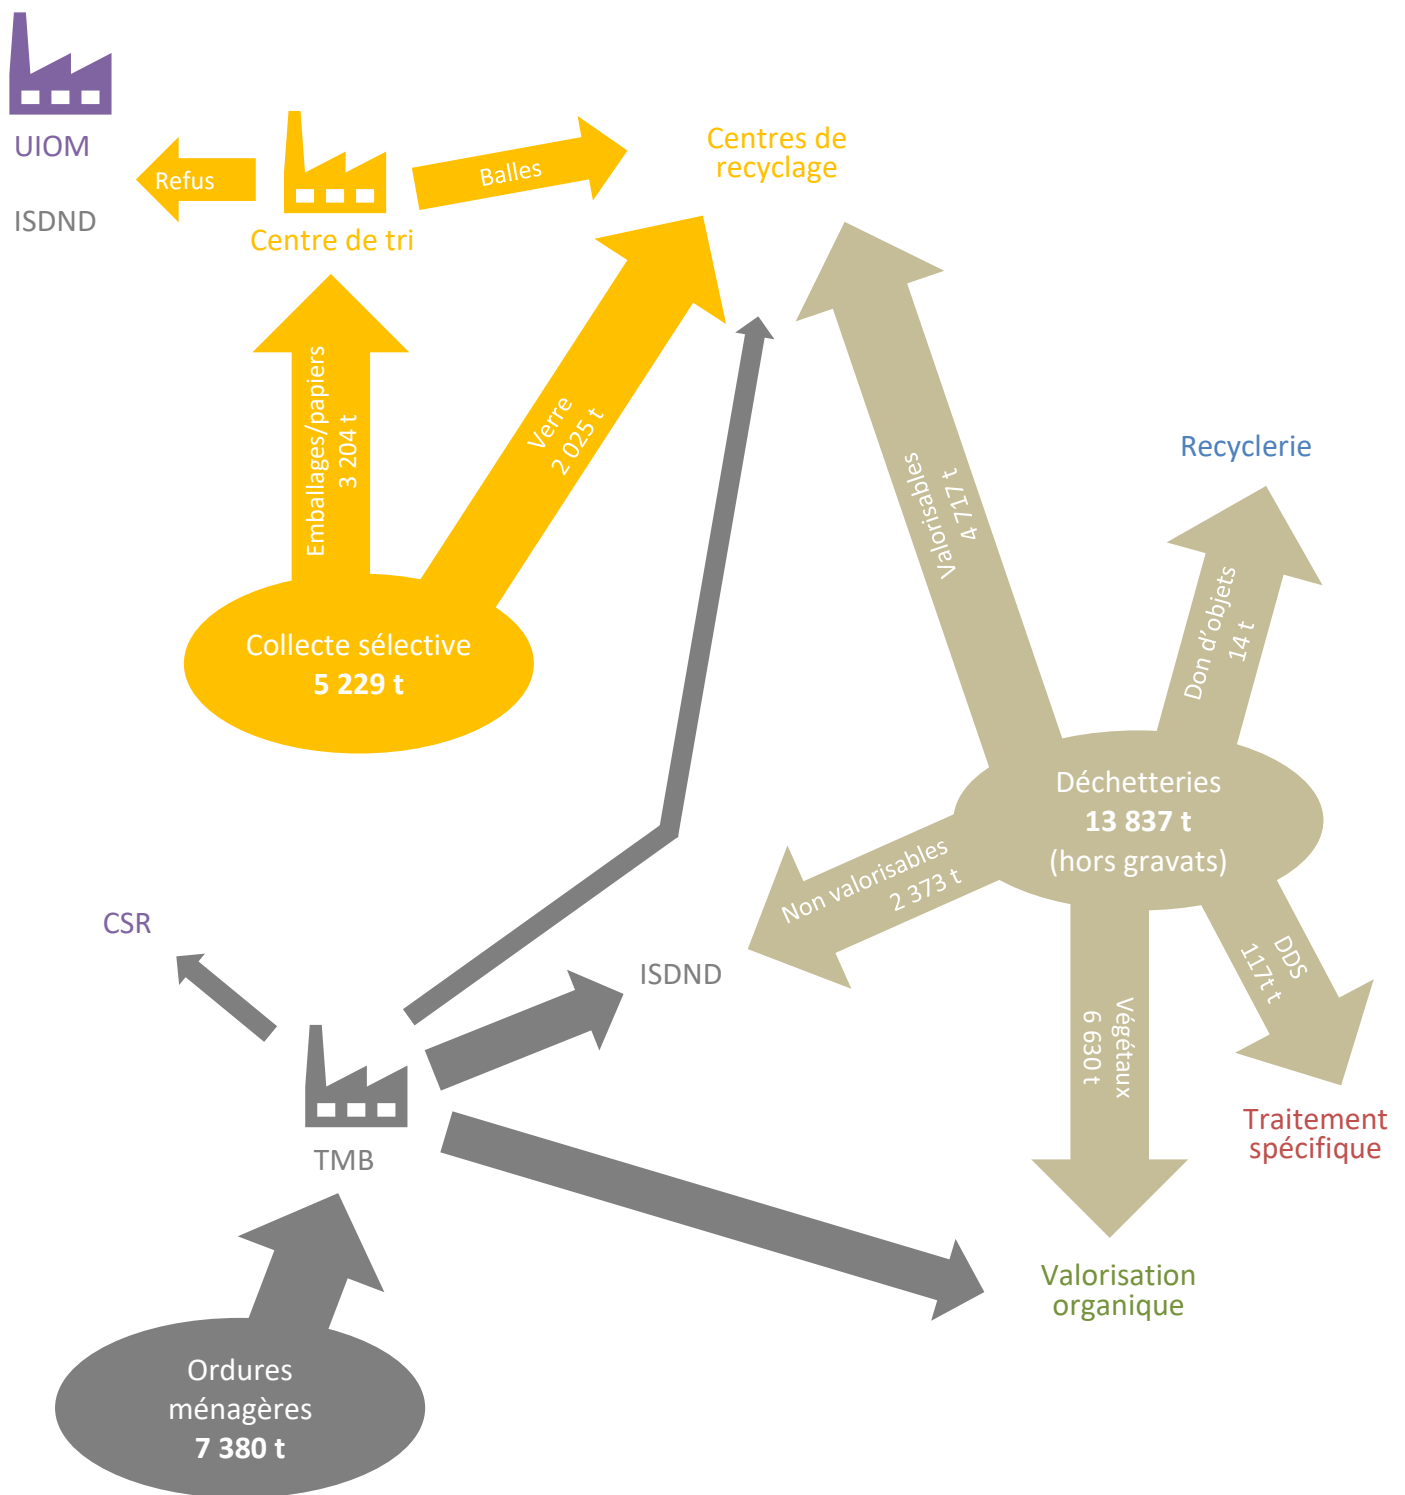 UIOM
ISDND
Refus
Centre de tri
Balles
Centres de
recyclage
Emballages/papiers
3 204 t
Verre
2 025 t
Collecte sélective
5 229 t
Valorisables
4 717 t
Recyclerie
Don d'objets
14 t
Déchetteries
13 837 t
(hors gravats)
Non valorisables
2 373 t
DDS
117t t
Végétaux
6 630 t
Traitement
spécifique
Valorisation
organique
CSR
ISDND
TMB
Ordures
ménagères
7 380 t